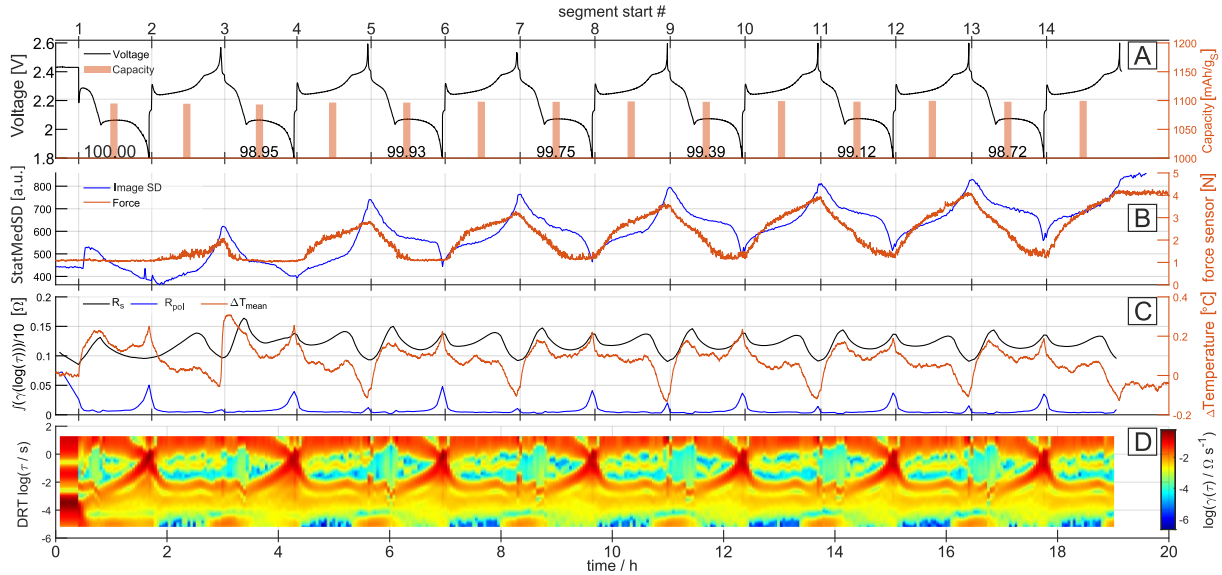 segment start #
1 2 3 4 5 6 7 8 9 10 11 12 13 14
A
Voltage
Capacity
Voltage [V]
2.6
2.4
2.2
2
1.8
100.00 98.95 99.93 99.75 99.39 99.12 98.72
1200
1150
1100
1050
1000
Capacity [mAh/gS]
B
Image SD
Force
StatMedSD [a.u.]
800
700
600
500
400
5
4
3
2
1
0
force sensor [N]
C
Rs Rpol ΔTmean
∫(γ(log(τ)))/10 [Ω]
0.2
0.15
0.1
0.05
0
0.4
0.2
0
-0.2
ΔTemperature [°C]
D
DRT log(τ / s)
2
0
-2
-4
-6
-2
-4
-6
log(γ(τ) / Ω s⁻¹)
0 2 4 6 8 10 12 14 16 18 20
time / h